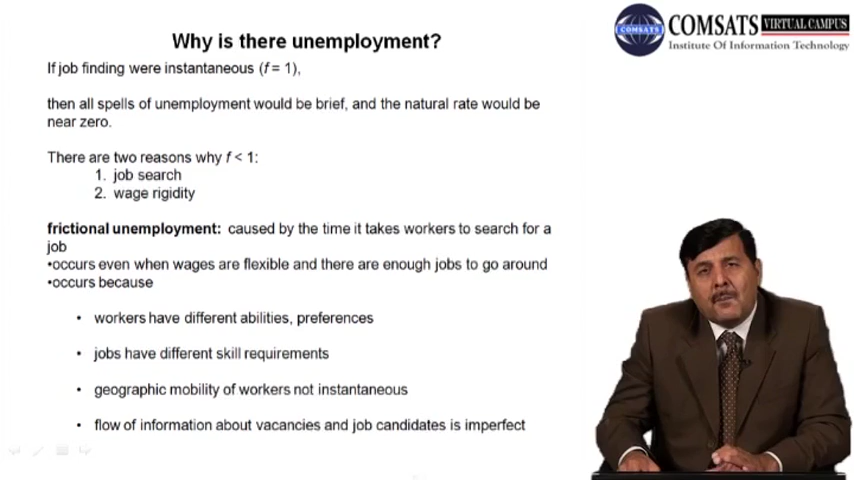 Why is there unemployment?
COMSATS VIRTUAL CAMPUS
Institute Of Information Technology
COMSATS
If job finding were instantaneous (f = 1),
then all spells of unemployment would be brief, and the natural rate would be
near zero.
There are two reasons why f < 1:
1. job search
2. wage rigidity
frictional unemployment: caused by the time it takes workers to search for a
job
•occurs even when wages are flexible and there are enough jobs to go around
•occurs because
• workers have different abilities, preferences
• jobs have different skill requirements
• geographic mobility of workers not instantaneous
• flow of information about vacancies and job candidates is imperfect